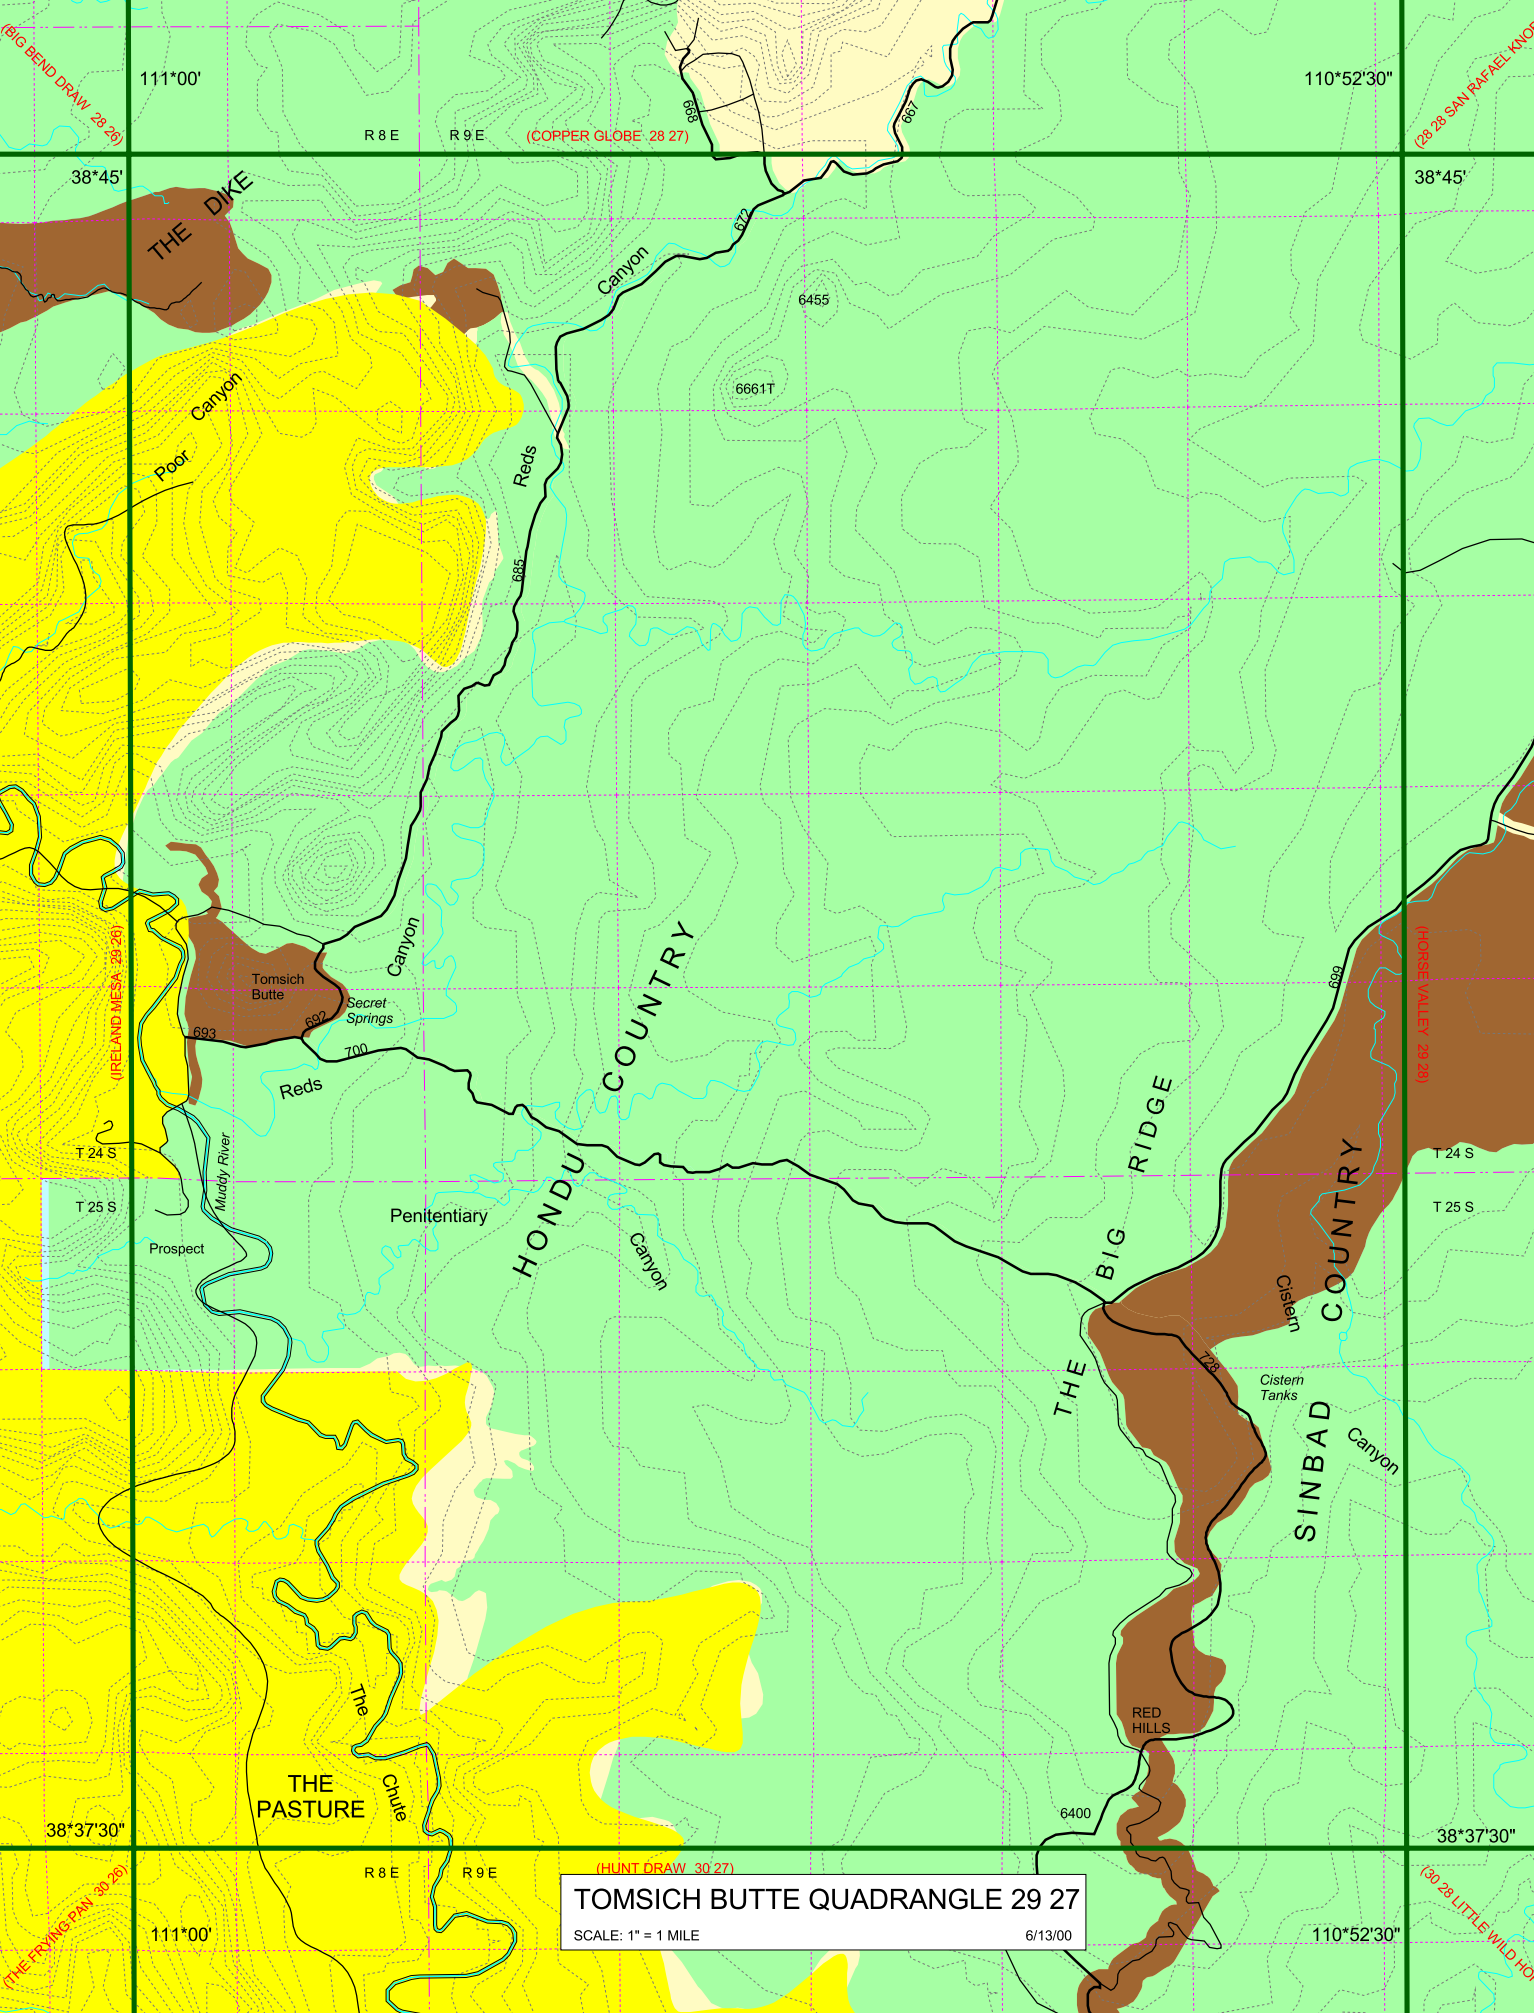 (BIG BEND DRAW 28 26)
111°00'
R 8 E
R 9 E
(COPPER GLOBE 28 27)
668
667
110*52'30"
38*45'
38*45'
THE DIKE
672
Canyon
6455
6661T
Poor Canyon
Reds
685
Canyon
Tomsich
Butte
Secret
Springs
692
693
700
Reds
(IRELAND MESA 29 26)
(HORSE VALLEY 29 28)
699
HONDU COUNTRY
THE BIG RIDGE
T 24 S
T 24 S
T 25 S
T 25 S
Muddy River
Prospect
Penitentiary
Canyon
Cistern
Canyon
SINBAD COUNTRY
728
Cistern
Tanks
The
Chute
THE
PASTURE
RED
HILLS
6400
38*37'30"
38*37'30"
R 8 E
R 9 E
(HUNT DRAW 30 27)
(THE FRYING PAN 30 26)
111°00'
110*52'30"
TOMSICH BUTTE QUADRANGLE 29 27
SCALE: 1" = 1 MILE
6/13/00
(28 28 SAN RAFAEL
(30 28 LITTLE WILD